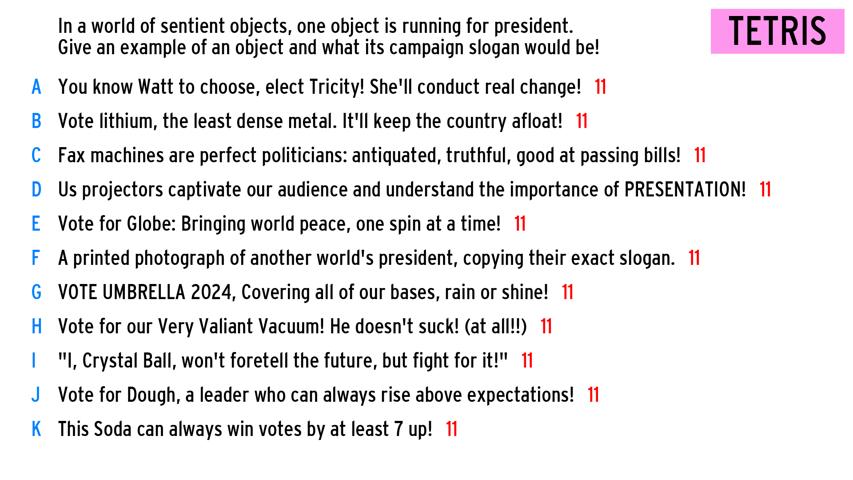 In a world of sentient objects, one object is running for president.
Give an example of an object and what its campaign slogan would be!
TETRIS
A You know Watt to choose, elect Tricity! She'll conduct real change! 11
B Vote lithium, the least dense metal. It'll keep the country afloat! 11
C Fax machines are perfect politicians: antiquated, truthful, good at passing bills! 11
D Us projectors captivate our audience and understand the importance of PRESENTATION! 11
E Vote for Globe: Bringing world peace, one spin at a time! 11
F A printed photograph of another world's president, copying their exact slogan. 11
G VOTE UMBRELLA 2024, Covering all of our bases, rain or shine! 11
H Vote for our Very Valiant Vacuum! He doesn't suck! (at all!!) 11
I "I, Crystal Ball, won't foretell the future, but fight for it!" 11
J Vote for Dough, a leader who can always rise above expectations! 11
K This Soda can always win votes by at least 7 up! 11